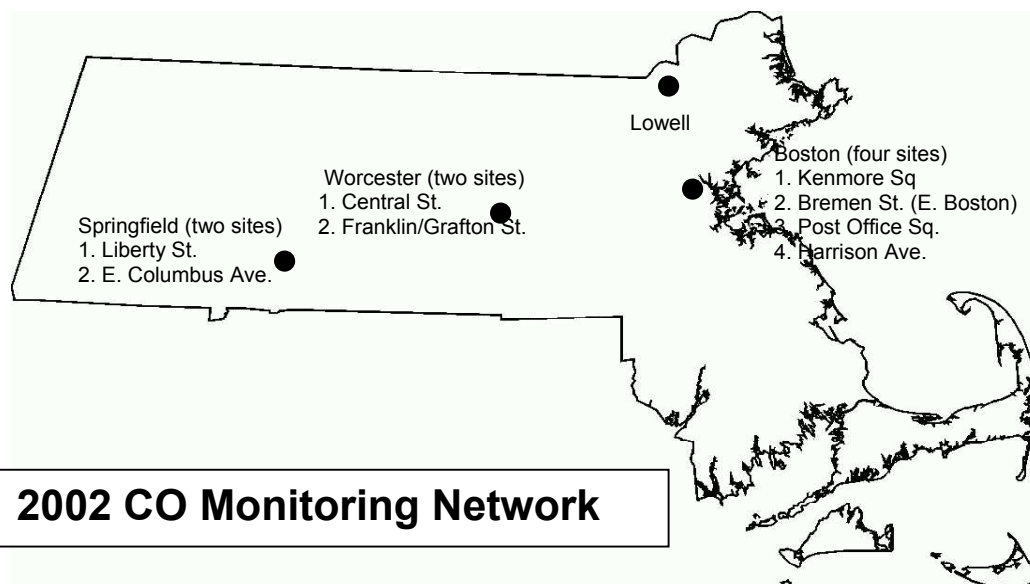 Lowell
Boston (four sites)
1. Kenmore Sq
2. Bremen St. (E. Boston)
3. Post Office Sq.
4. Harrison Ave.
Worcester (two sites)
1. Central St.
2. Franklin/Grafton St.
Springfield (two sites)
1. Liberty St.
2. E. Columbus Ave.
2002 CO Monitoring Network